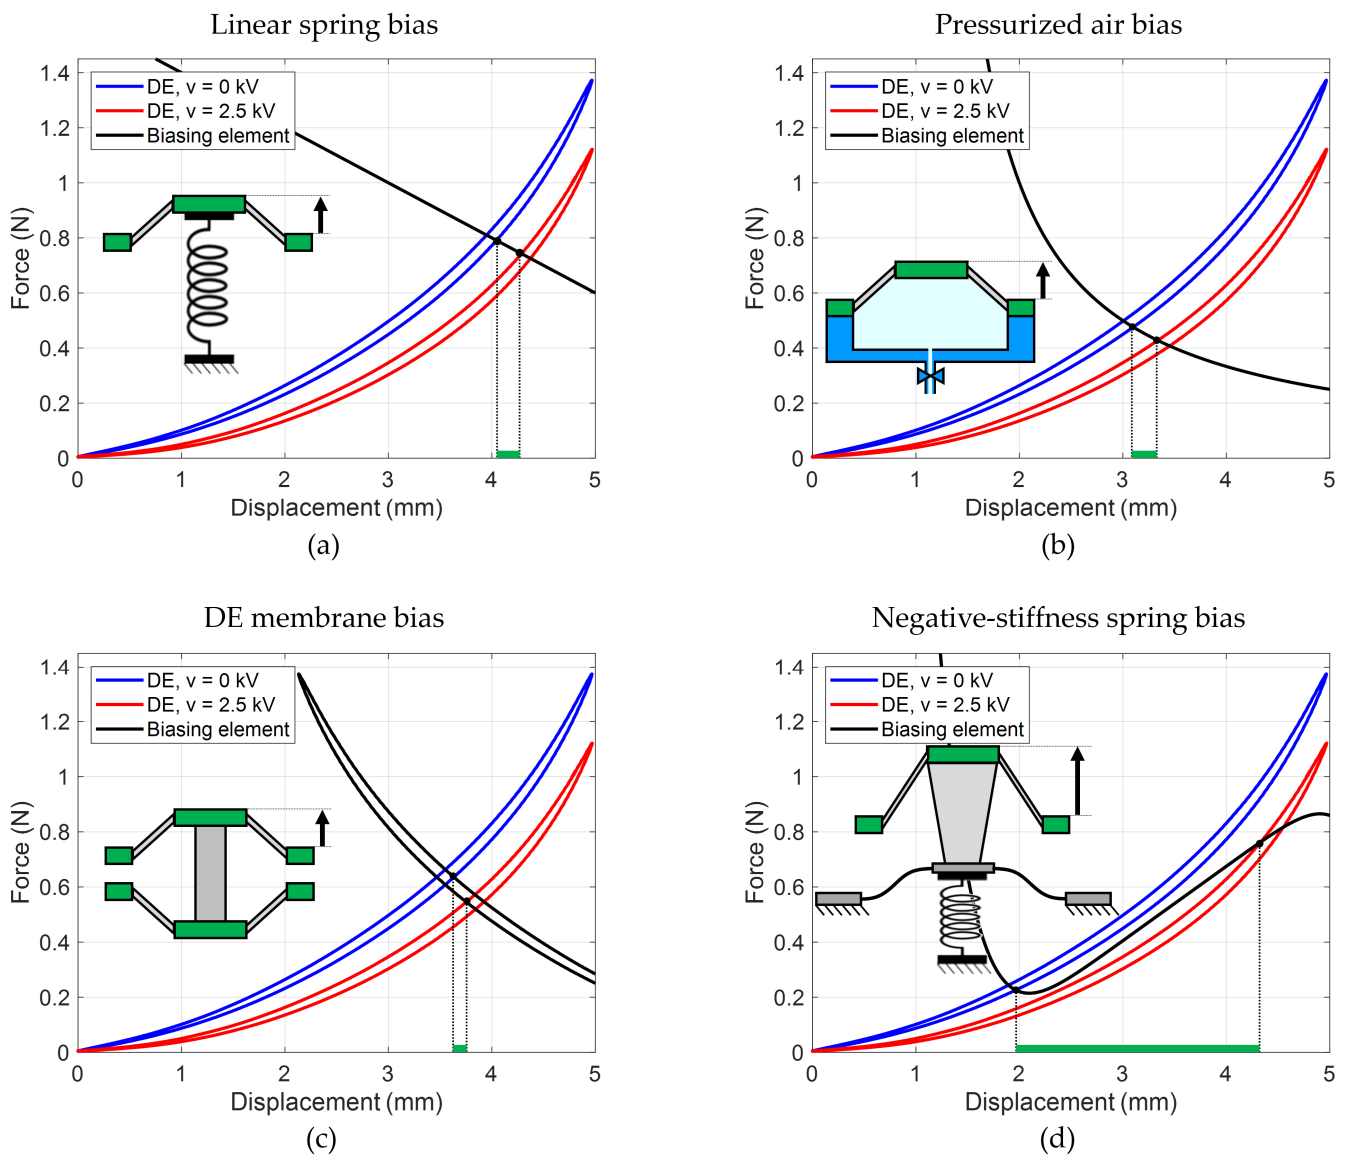 Linear spring bias
1.4
1.2
1
0.8
0.6
0.4
0.2
0
Force (N)
DE, v = 0 kV
DE, v = 2.5 kV
Biasing element
0 1 2 3 4 5
Displacement (mm)
(a)
Pressurized air bias
1.4
1.2
1
0.8
0.6
0.4
0.2
0
Force (N)
DE, v = 0 kV
DE, v = 2.5 kV
Biasing element
0 1 2 3 4 5
Displacement (mm)
(b)
DE membrane bias
1.4
1.2
1
0.8
0.6
0.4
0.2
0
Force (N)
DE, v = 0 kV
DE, v = 2.5 kV
Biasing element
0 1 2 3 4 5
Displacement (mm)
(c)
Negative-stiffness spring bias
1.4
1.2
1
0.8
0.6
0.4
0.2
0
Force (N)
DE, v = 0 kV
DE, v = 2.5 kV
Biasing element
0 1 2 3 4 5
Displacement (mm)
(d)